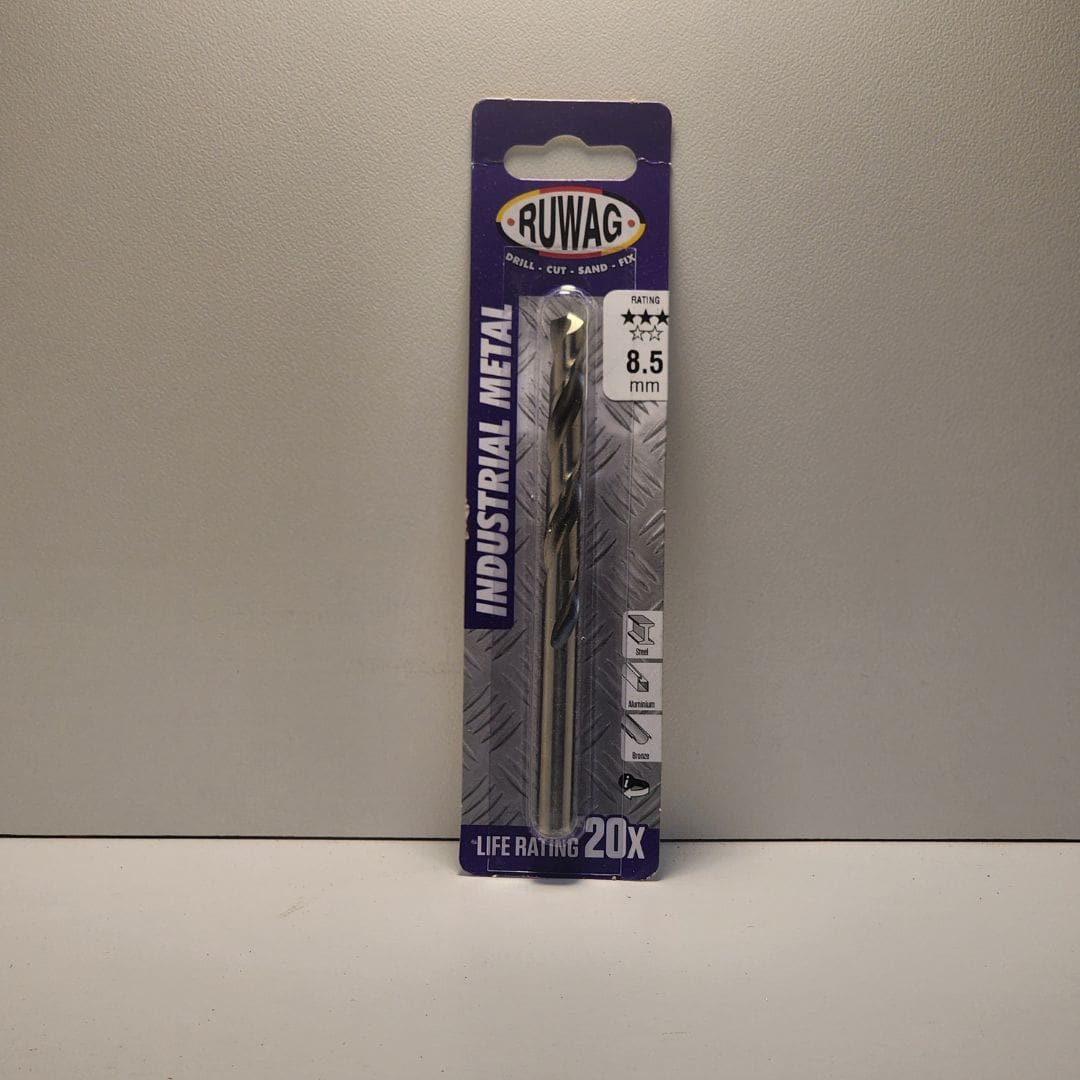 RUWAG
DRILL - CUT - SAND - FIX
RATING
8.5
mm
INDUSTRIAL METAL
Steel
Aluminium
Bronze
i
LIFE RATING 20X